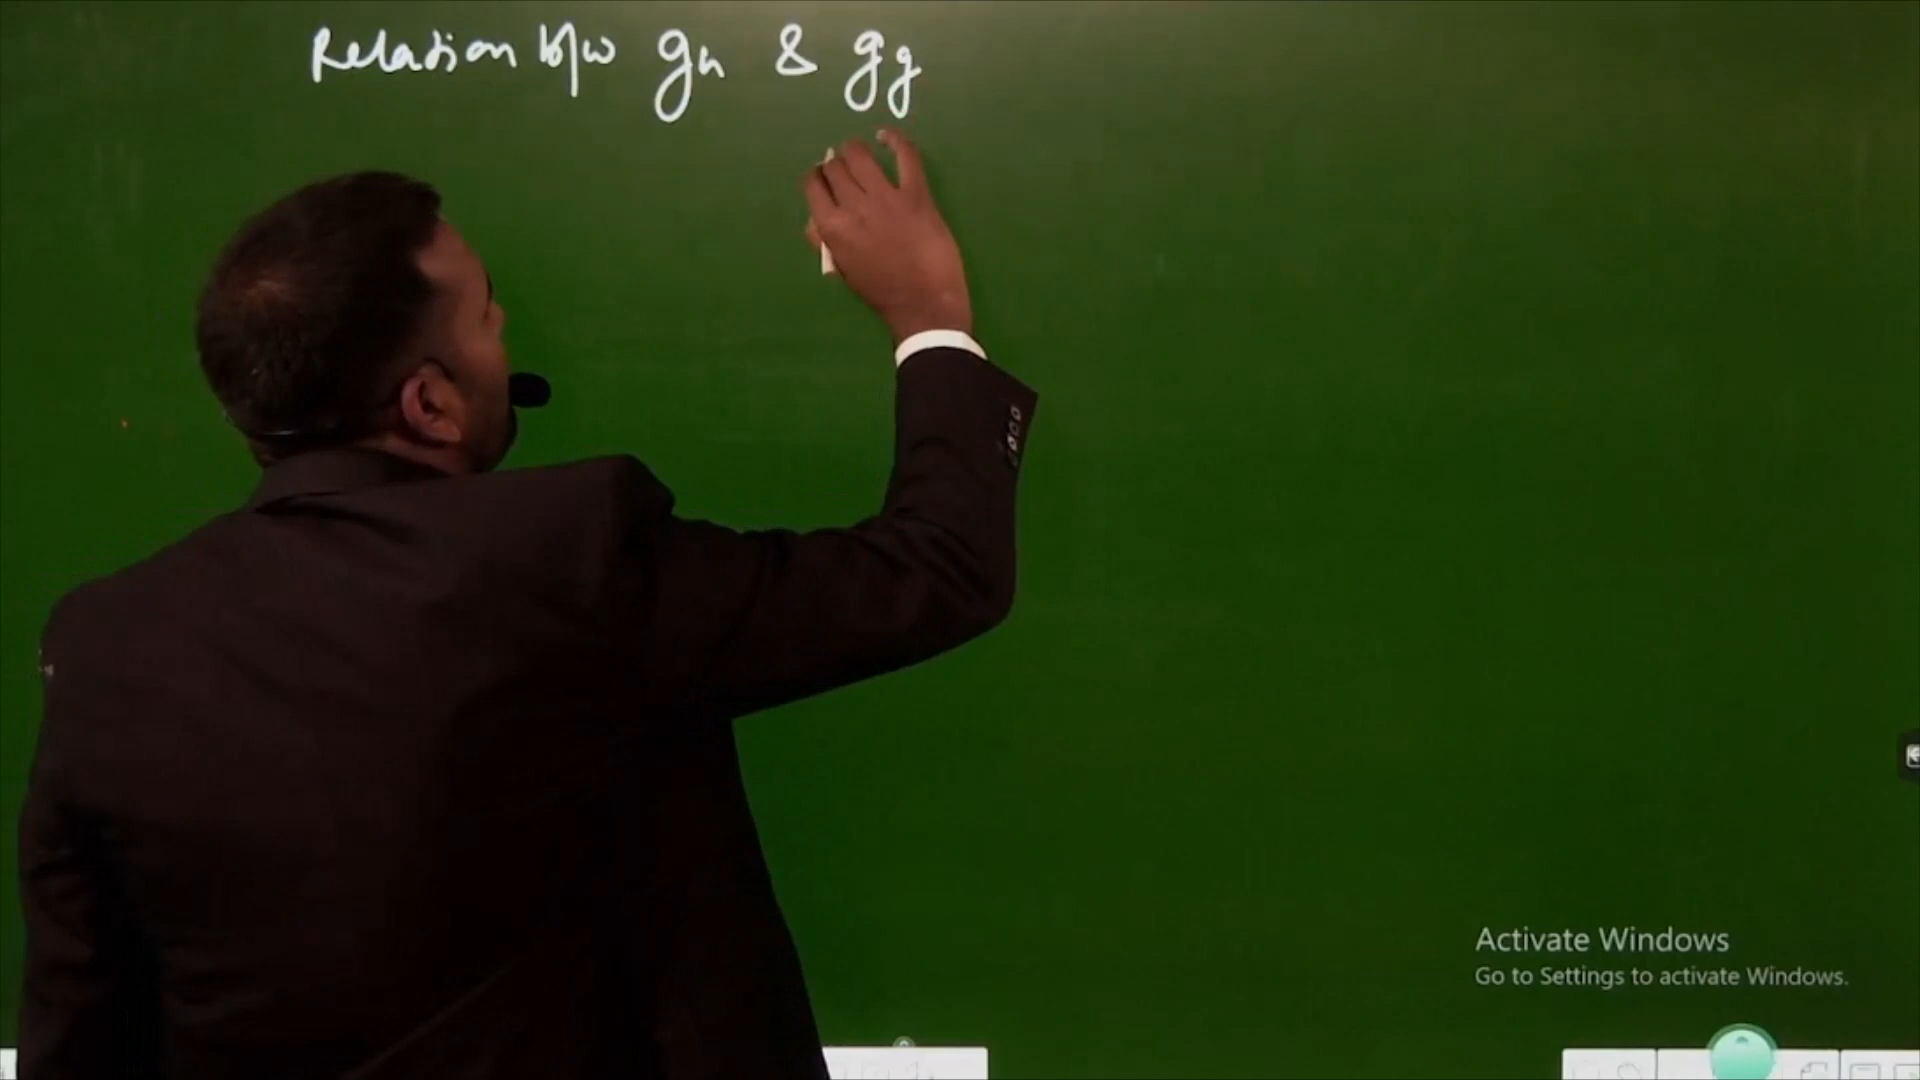 Relation b/w gh & gg
Activate Windows
Go to Settings to activate Windows.